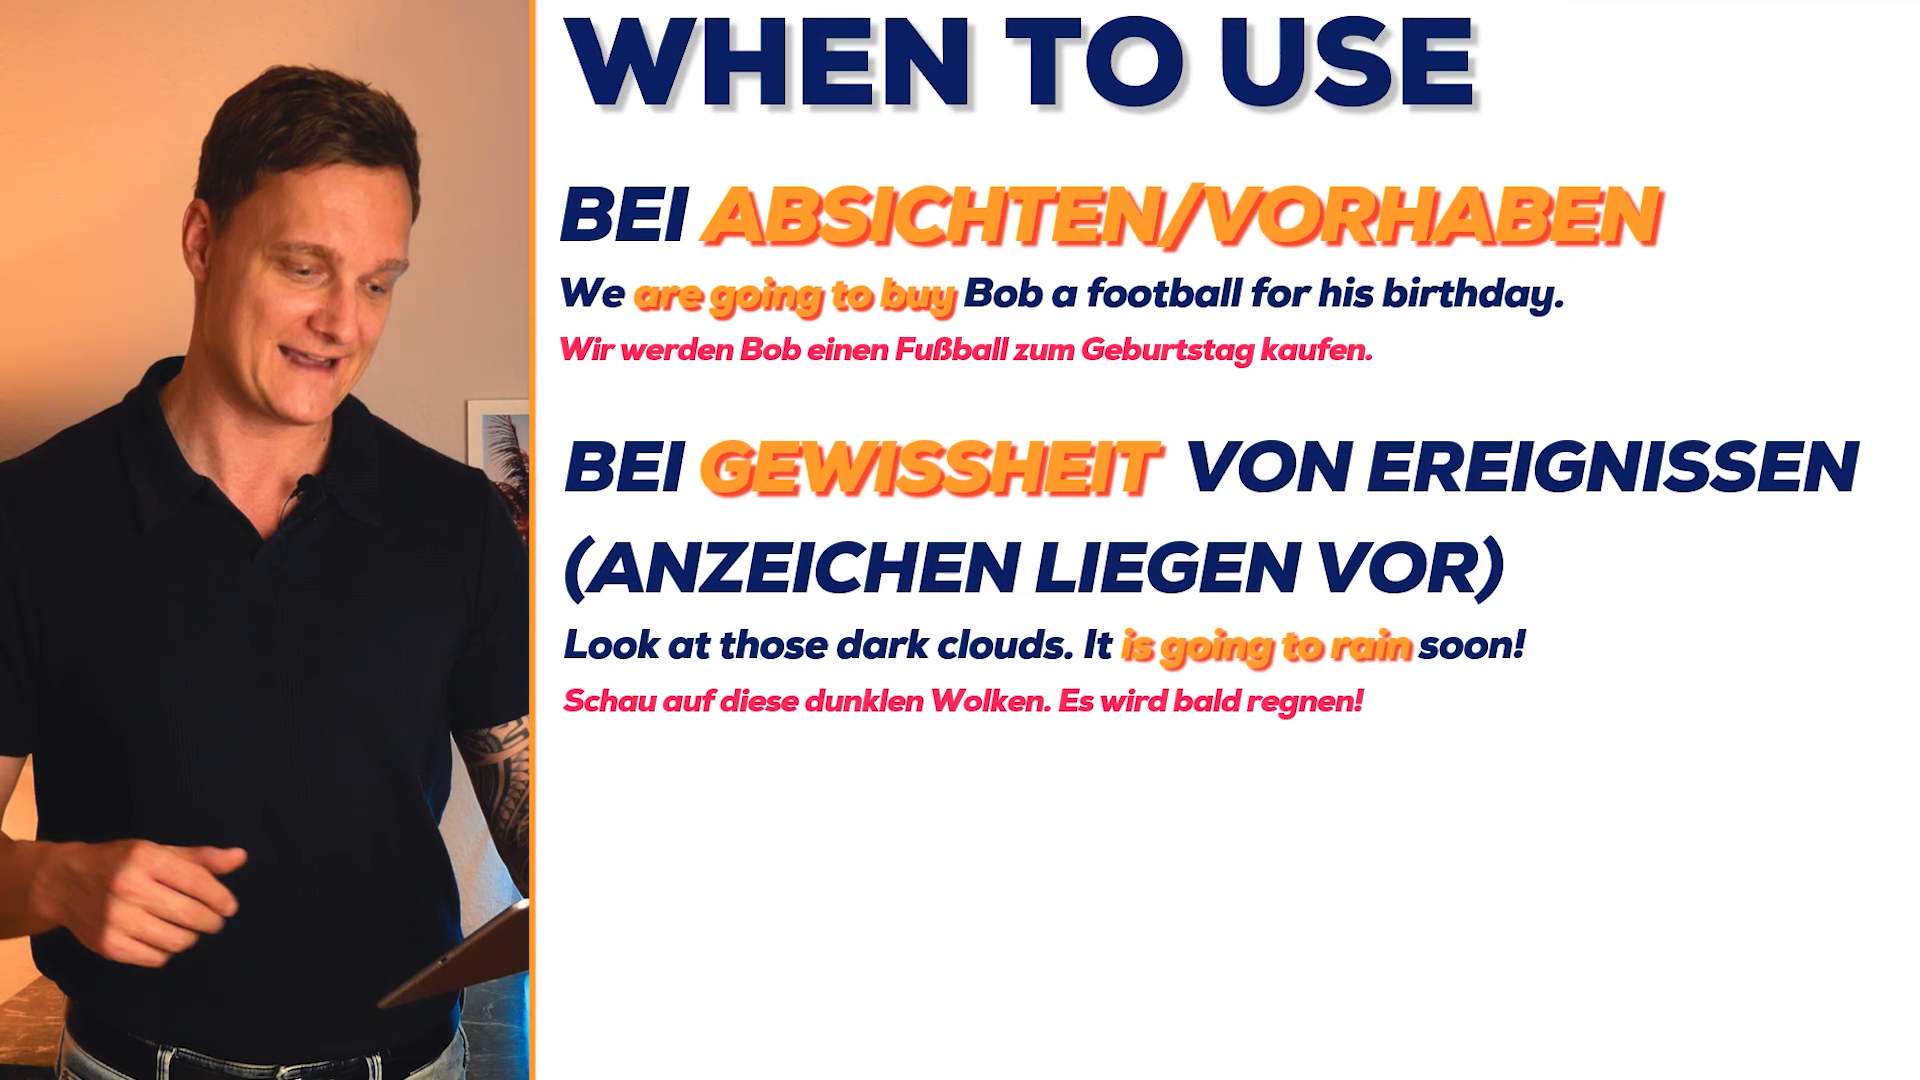 WHEN TO USE
BEI ABSICHTEN/VORHABEN
We are going to buy Bob a football for his birthday.
Wir werden Bob einen Fußball zum Geburtstag kaufen.
BEI GEWISSHEIT VON EREIGNISSEN
(ANZEICHEN LIEGEN VOR)
Look at those dark clouds. It is going to rain soon!
Schau auf diese dunklen Wolken. Es wird bald regnen!